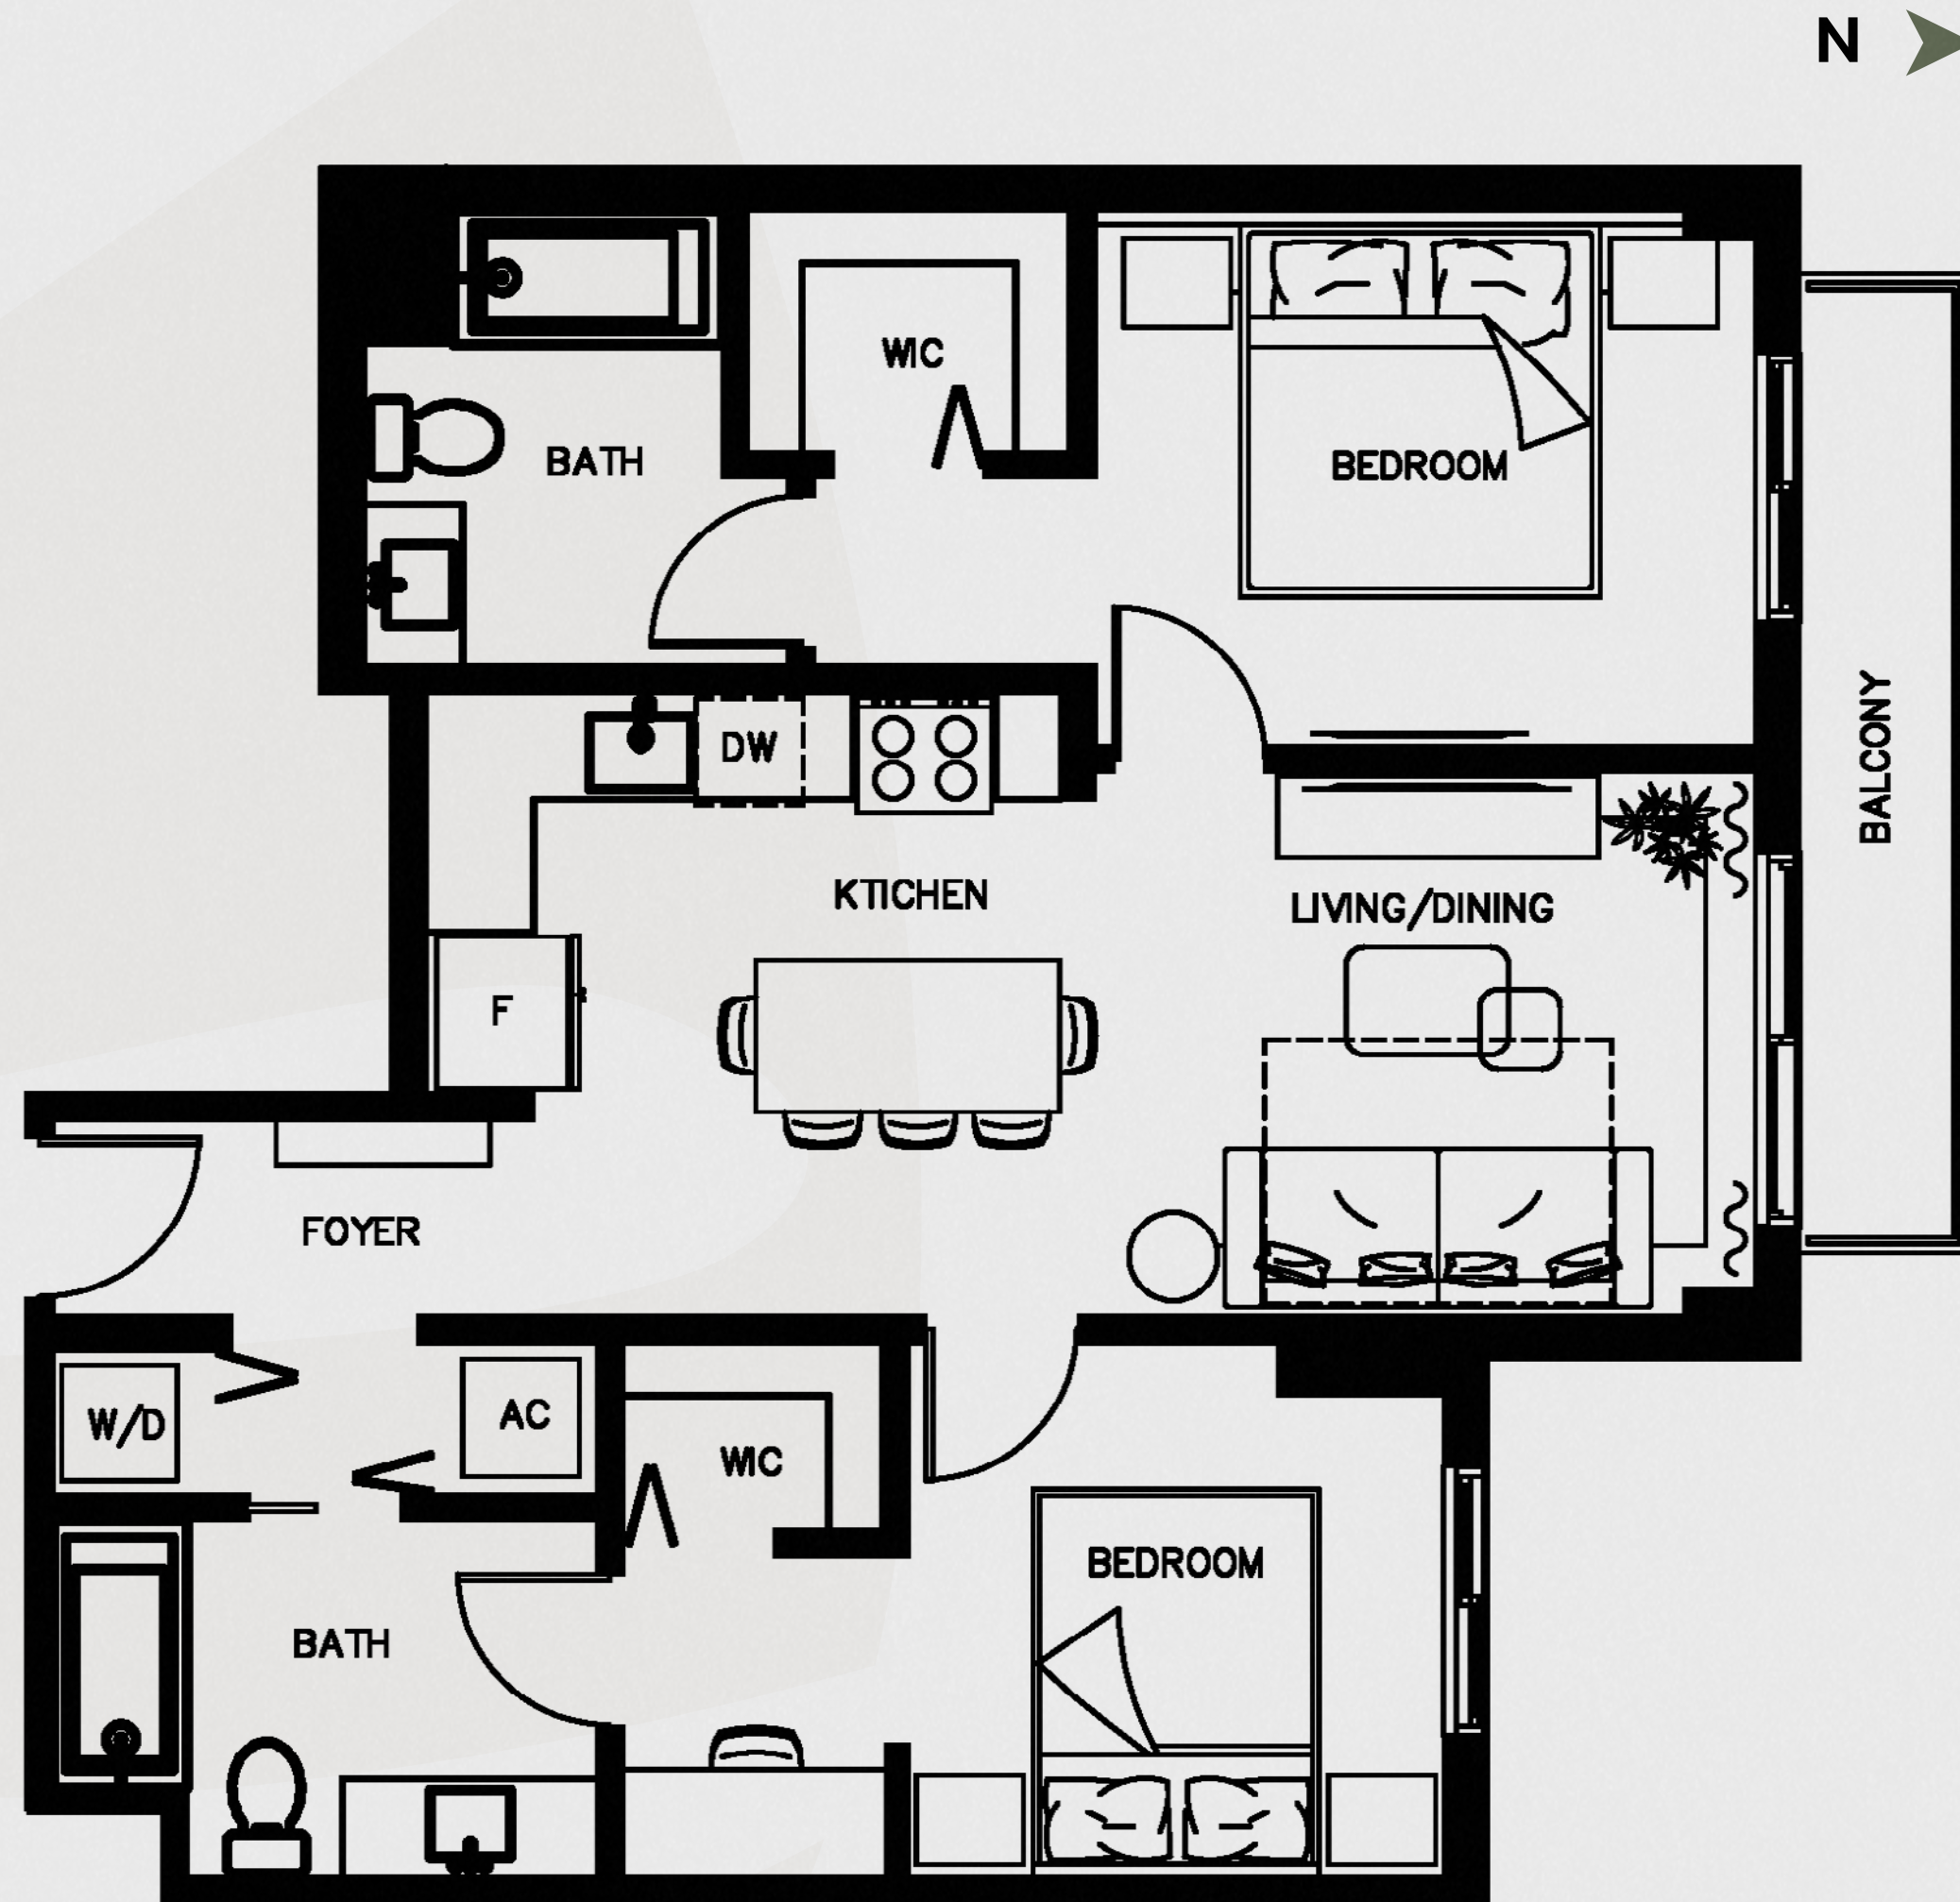 N
WIC
BATH
BEDROOM
DW
BALCONY
KTICHEN
LIVING/DINING
F
FOYER
W/D
AC
WIC
BEDROOM
BATH